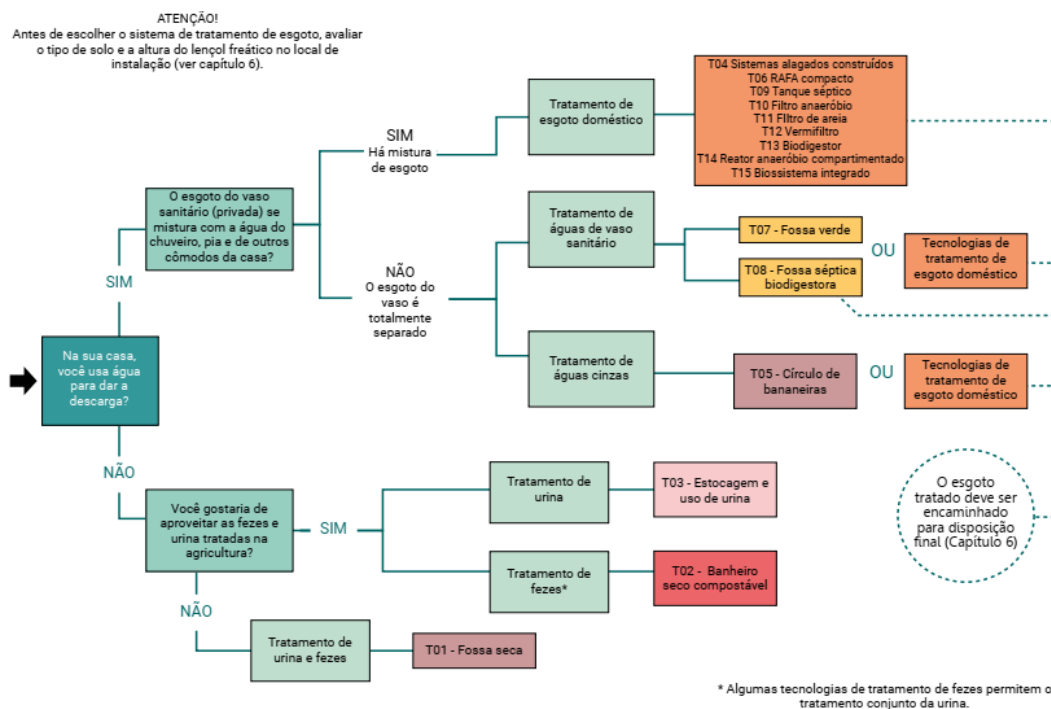 ATENÇÃO!
Antes de escolher o sistema de tratamento de esgoto, avaliar
o tipo de solo e a altura do lençol freático no local de
instalação (ver capítulo 6).
T04 Sistemas alagados construídos
T06 RAFA compacto
T09 Tanque séptico
T10 Filtro anaeróbio
T11 FIltro de areia
T12 Vermifiltro
T13 Biodigestor
T14 Reator anaeróbio compartimentado
T15 Biossistema integrado
Tratamento de
esgoto doméstico
SIM
Há mistura
de esgoto
O esgoto do vaso
sanitário (privada) se
mistura com a água do
chuveiro, pia e de outros
cômodos da casa?
Tratamento de
águas de vaso
sanitário
T07 - Fossa verde
T08 - Fossa séptica
biodigestora
OU
Tecnologias de
tratamento de
esgoto doméstico
SIM
NÃO
O esgoto do
vaso é
totalmente
separado
Na sua casa,
você usa água
para dar a
descarga?
Tratamento de
águas cinzas
T05 - Círculo de
bananeiras
OU
Tecnologias de
tratamento de
esgoto doméstico
NÃO
Você gostaria de
aproveitar as fezes e
urina tratadas na
agricultura?
SIM
Tratamento de
urina
T03 - Estocagem e
uso de urina
O esgoto
tratado deve ser
encaminhado
para disposição
final (Capítulo 6)
Tratamento de
fezes*
T02 - Banheiro
seco compostável
NÃO
Tratamento de
urina e fezes
T01 - Fossa seca
* Algumas tecnologias de tratamento de fezes permitem o
tratamento conjunto da urina.